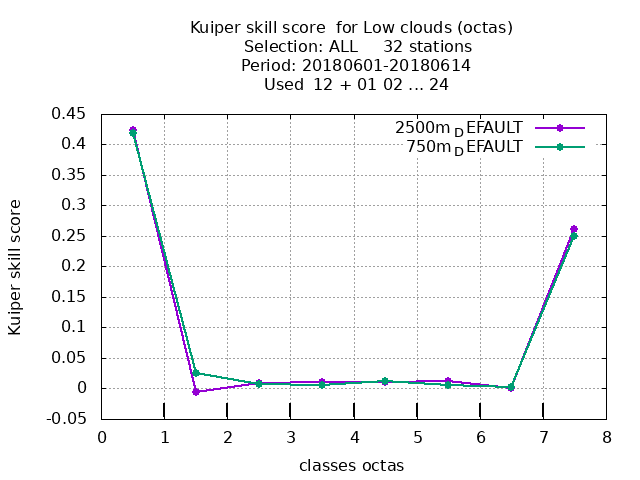 Kuiper skill score  for Low clouds (octas)
Selection: ALL     32 stations
Period: 20180601-20180614
Used  12 + 01 02 ... 24
2500m_DEFAULT
750m_DEFAULT
0.45
0.4
0.35
0.3
0.25
0.2
0.15
0.1
0.05
0
-0.05
Kuiper skill score
0 1 2 3 4 5 6 7 8
classes octas